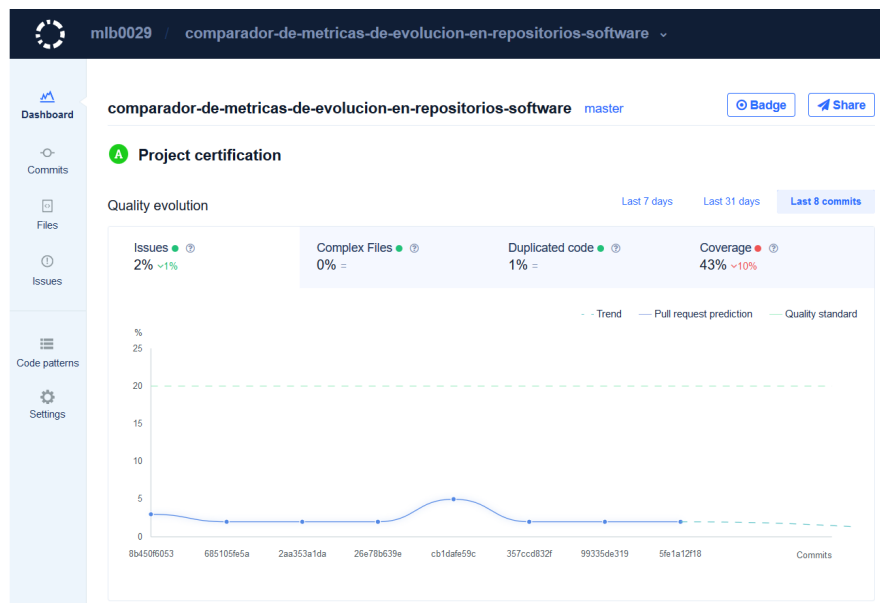 mlb0029 / comparador-de-metricas-de-evolucion-en-repositorios-software
Dashboard
Commits
Files
Issues
Code patterns
Settings
comparador-de-metricas-de-evolucion-en-repositorios-software master
Badge
Share
A Project certification
Quality evolution
Last 7 days
Last 31 days
Last 8 commits
Issues ?
2% 1%
Complex Files ?
0% =
Duplicated code ?
1% =
Coverage ?
43% 10%
- - Trend — Pull request prediction — Quality standard
%
25
20
15
10
5
0
8b450f6053 685105fe5a 2aa353a1da 26e78b639e cb1dafe59c 357ccd832f 99335de319 5fe1a12f18 Commits